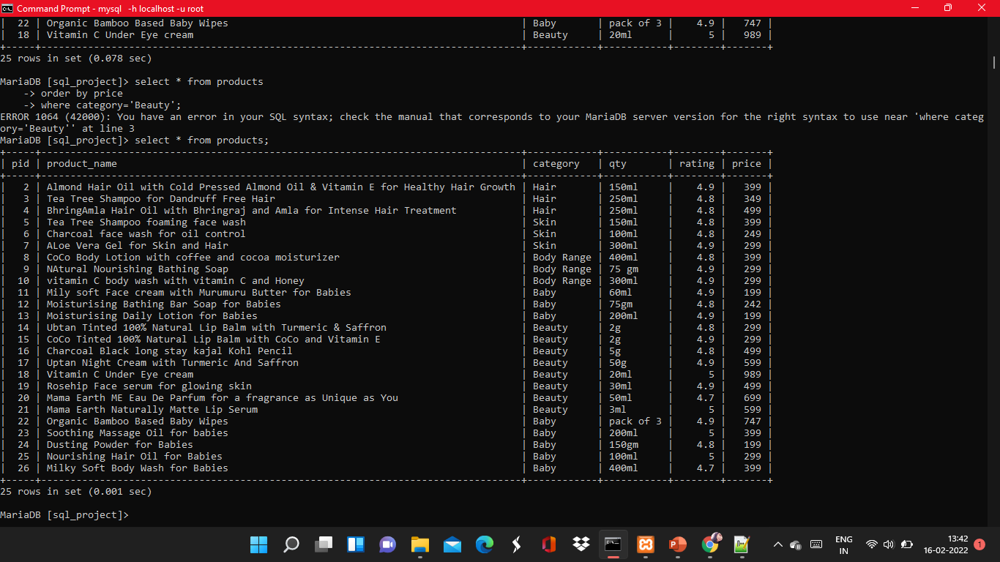 Command Prompt - mysql  -h localhost -u root
|  22 | Organic Bamboo Based Baby Wipes                                                  | Baby       | pack of 3 |    4.9 |   747 |
|  18 | Vitamin C Under Eye cream                                                        | Beauty     | 20ml      |      5 |   989 |
25 rows in set (0.078 sec)
MariaDB [sql_project]> select * from products
    -> order by price
    -> where category='Beauty';
ERROR 1064 (42000): You have an error in your SQL syntax; check the manual that corresponds to your MariaDB server version for the right syntax to use near 'where categ
ory='Beauty'' at line 3
MariaDB [sql_project]> select * from products;
| pid | product_name                                                                     | category   | qty       | rating | price |
|   2 | Almond Hair Oil with Cold Pressed Almond Oil & Vitamin E for Healthy Hair Growth | Hair       | 150ml     |    4.9 |   399 |
|   3 | Tea Tree Shampoo for Dandruff Free Hair                                          | Hair       | 250ml     |    4.8 |   349 |
|   4 | BhringAmla Hair Oil with Bhringraj and Amla for Intense Hair Treatment           | Hair       | 250ml     |    4.8 |   499 |
|   5 | Tea Tree Shampoo foaming face wash                                               | Skin       | 150ml     |    4.8 |   399 |
|   6 | Charcoal face wash for oil control                                               | Skin       | 100ml     |    4.8 |   249 |
|   7 | ALoe Vera Gel for Skin and Hair                                                  | Skin       | 300ml     |    4.9 |   299 |
|   8 | CoCo Body Lotion with coffee and cocoa moisturizer                               | Body Range | 400ml     |    4.8 |   399 |
|   9 | NAtural Nourishing Bathing Soap                                                  | Body Range | 75 gm     |    4.9 |   299 |
|  10 | vitamin C body wash with vitamin C and Honey                                     | Body Range | 300ml     |    4.9 |   299 |
|  11 | Mily soft Face cream with Murumuru Butter for Babies                             | Baby       | 60ml      |    4.9 |   199 |
|  12 | Moisturising Bathing Bar Soap for Babies                                         | Baby       | 75gm      |    4.8 |   242 |
|  13 | Moisturising Daily Lotion for Babies                                             | Baby       | 200ml     |    4.9 |   199 |
|  14 | Ubtan Tinted 100% Natural Lip Balm with Turmeric & Saffron                       | Beauty     | 2g        |    4.8 |   299 |
|  15 | CoCo Tinted 100% Natural Lip Balm with CoCo and Vitamin E                        | Beauty     | 2g        |    4.9 |   299 |
|  16 | Charcoal Black long stay kajal Kohl Pencil                                       | Beauty     | 5g        |    4.8 |   499 |
|  17 | Uptan Night Cream with Turmeric And Saffron                                      | Beauty     | 50g       |    4.9 |   599 |
|  18 | Vitamin C Under Eye cream                                                        | Beauty     | 20ml      |      5 |   989 |
|  19 | Rosehip Face serum for glowing skin                                              | Beauty     | 30ml      |    4.9 |   499 |
|  20 | Mama Earth ME Eau De Parfum for a fragrance as Unique as You                     | Beauty     | 50ml      |    4.7 |   699 |
|  21 | Mama Earth Naturally Matte Lip Serum                                             | Beauty     | 3ml       |      5 |   599 |
|  22 | Organic Bamboo Based Baby Wipes                                                  | Baby       | pack of 3 |    4.9 |   747 |
|  23 | Soothing Massage Oil for babies                                                  | Baby       | 200ml     |      5 |   399 |
|  24 | Dusting Powder for Babies                                                        | Baby       | 150gm     |    4.8 |   199 |
|  25 | Nourishing Hair Oil for Babies                                                   | Baby       | 100ml     |      5 |   299 |
|  26 | Milky Soft Body Wash for Babies                                                  | Baby       | 400ml     |    4.7 |   399 |
25 rows in set (0.001 sec)
MariaDB [sql_project]>
ENG
IN
13:42
16-02-2022
1